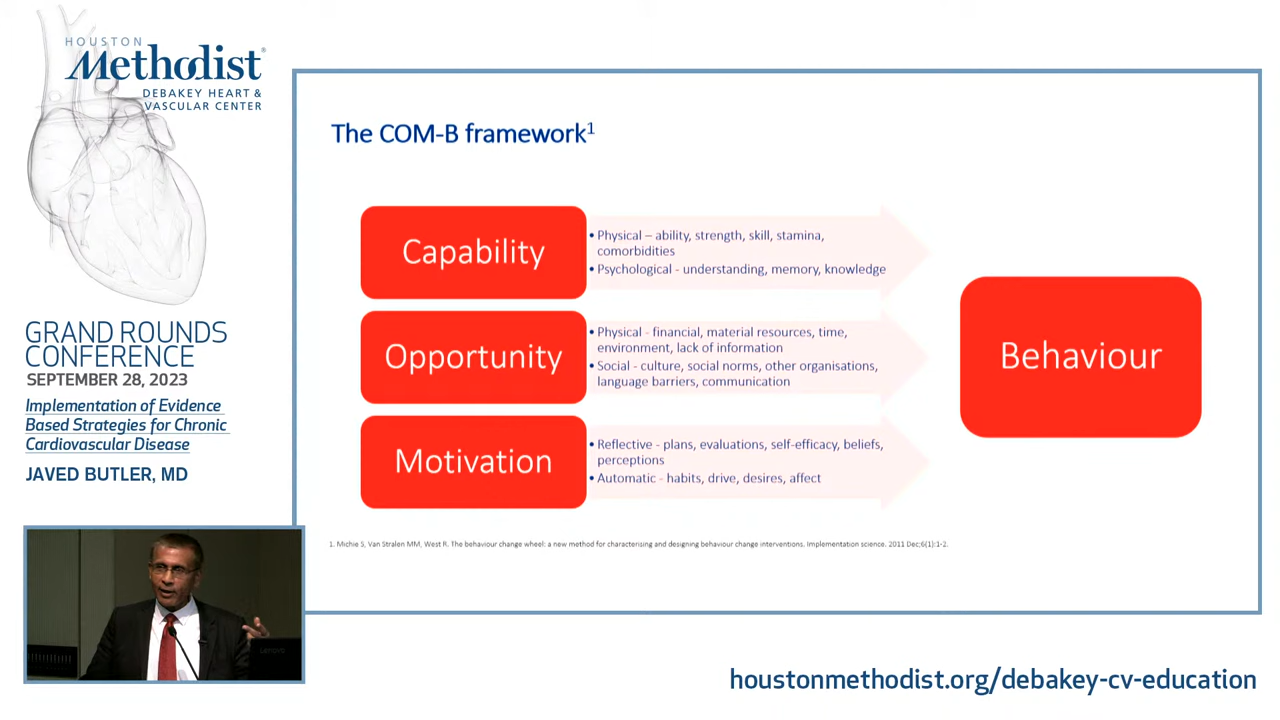 HOUSTON
Methodist®
DEBAKEY HEART &
VASCULAR CENTER
GRAND ROUNDS
CONFERENCE
SEPTEMBER 28, 2023
Implementation of Evidence
Based Strategies for Chronic
Cardiovascular Disease
JAVED BUTLER, MD
The COM-B framework¹
Capability
• Physical – ability, strength, skill, stamina,
comorbidities
• Psychological - understanding, memory, knowledge
Opportunity
• Physical - financial, material resources, time,
environment, lack of information
• Social - culture, social norms, other organisations,
language barriers, communication
Motivation
• Reflective - plans, evaluations, self-efficacy, beliefs,
perceptions
• Automatic - habits, drive, desires, affect
Behaviour
1. Michie S, Van Stralen MM, West R. The behaviour change wheel: a new method for characterising and designing behaviour change interventions. Implementation science. 2011 Dec;6(1):1-2.
houstonmethodist.org/debakey-cv-education